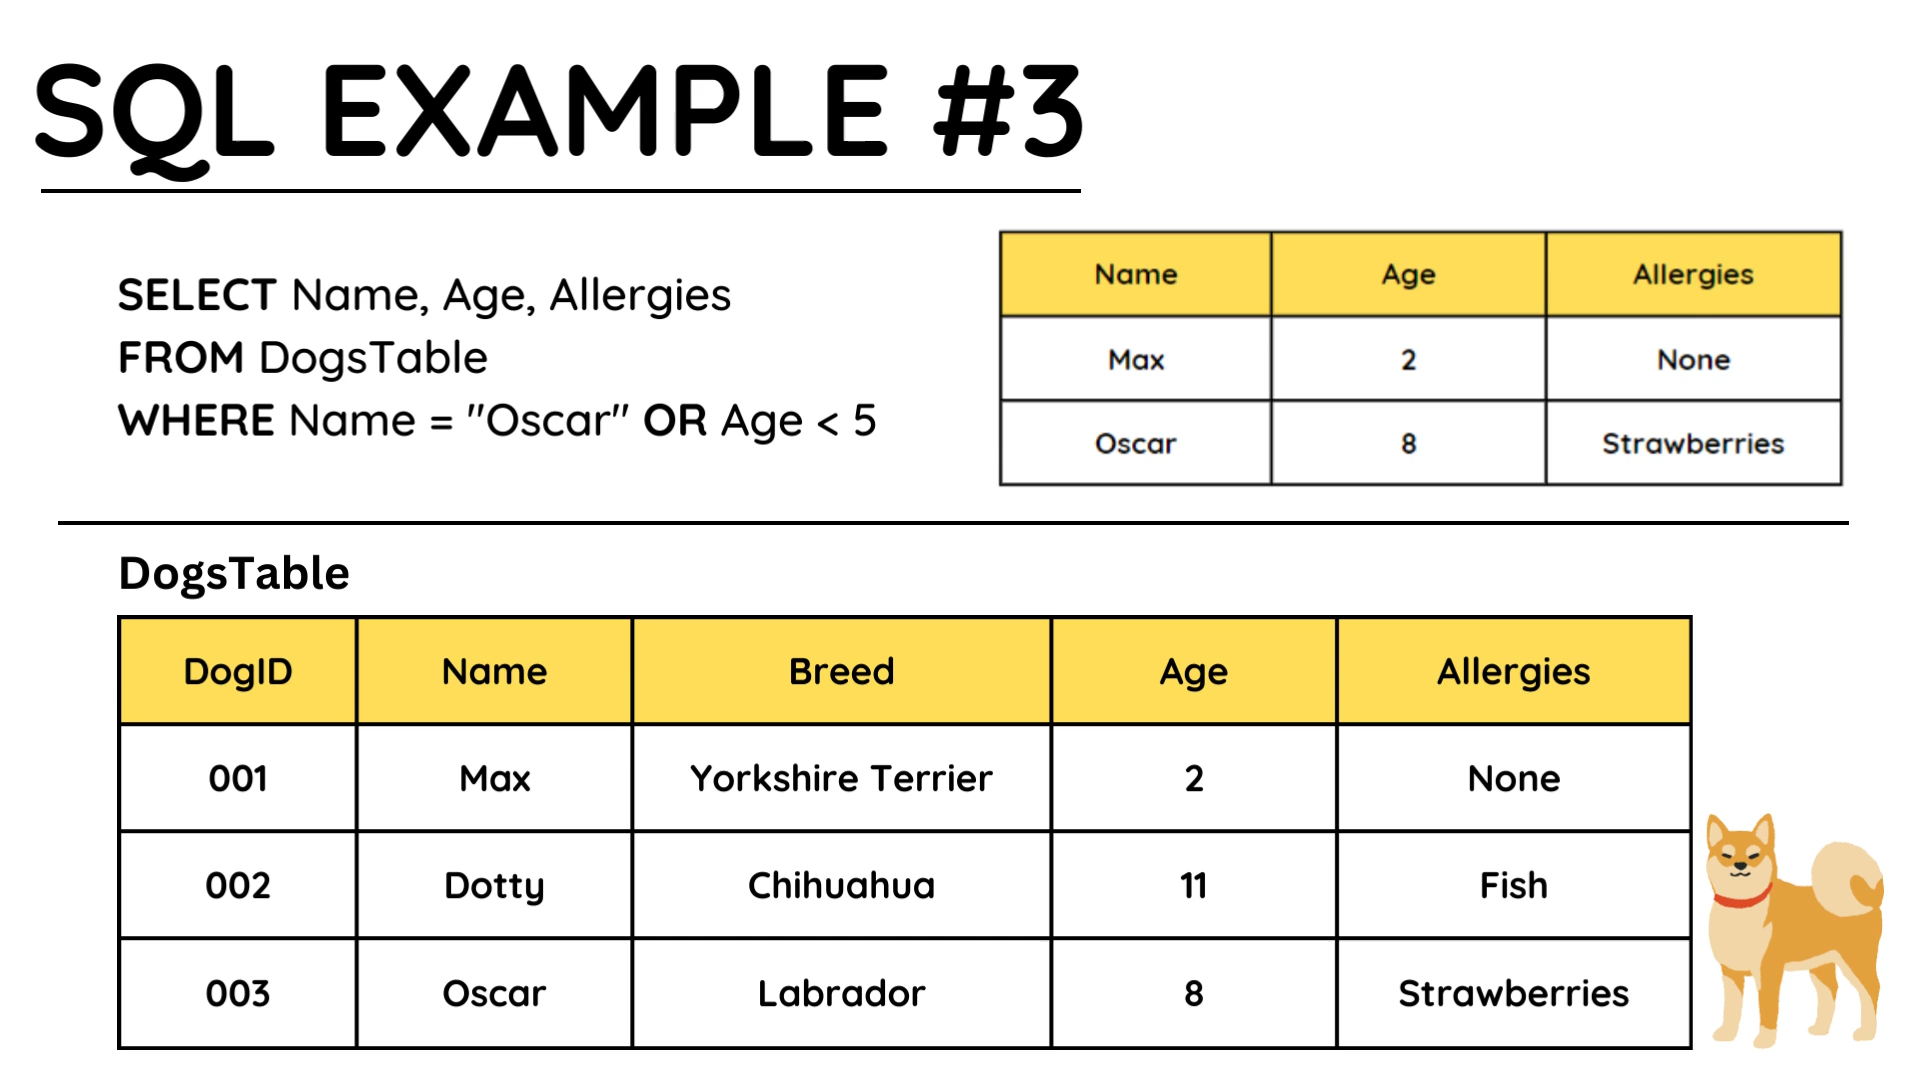 SQL EXAMPLE #3
SELECT Name, Age, Allergies
FROM DogsTable
WHERE Name = "Oscar" OR Age < 5
Name Age Allergies
Max 2 None
Oscar 8 Strawberries
DogsTable
DogID Name Breed Age Allergies
001 Max Yorkshire Terrier 2 None
002 Dotty Chihuahua 11 Fish
003 Oscar Labrador 8 Strawberries